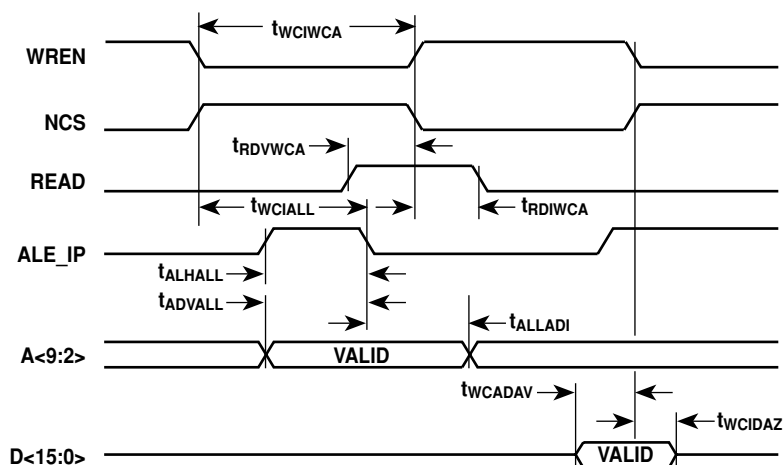 tWCIWCA
WREN
NCS
tRDVWCA
READ
tWCIALL
tRDIWCA
ALE_IP
tALHALL
tADVALL
tALLADI
A<9:2>
VALID
tWCADAV
tWCIDAZ
D<15:0>
VALID